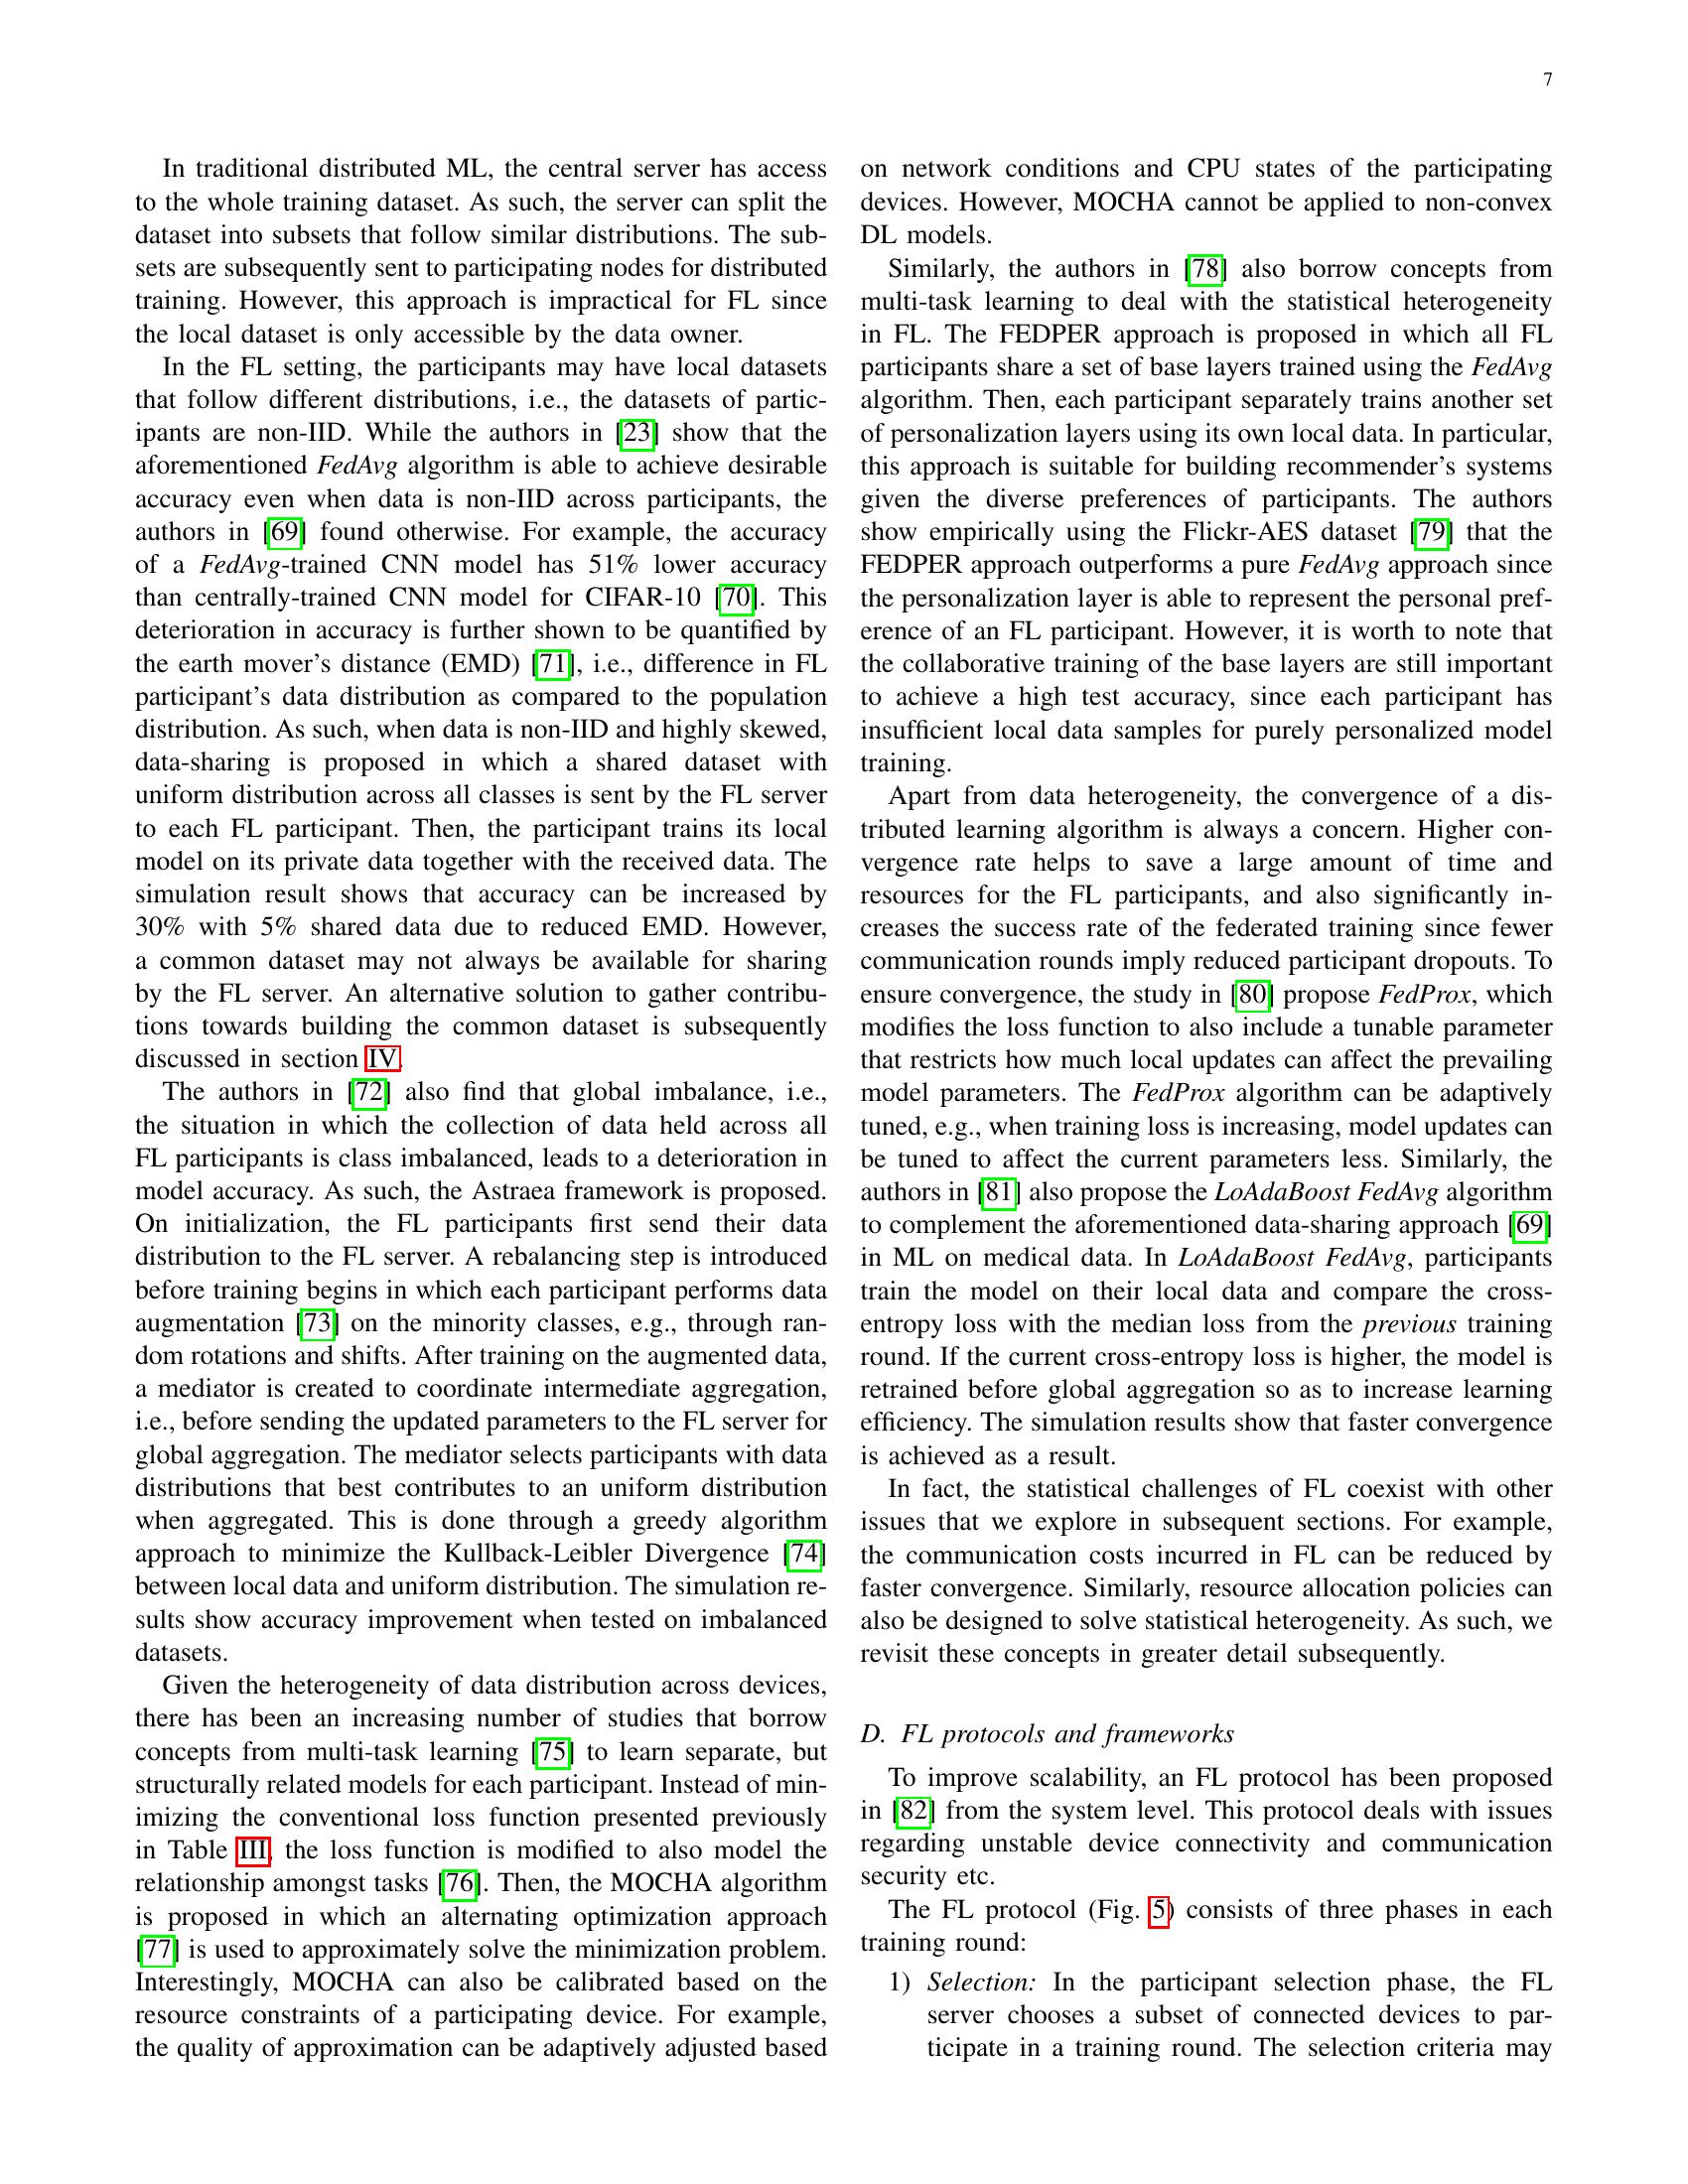 7
In traditional distributed ML, the central server has access
to the whole training dataset. As such, the server can split the
dataset into subsets that follow similar distributions. The sub-
sets are subsequently sent to participating nodes for distributed
training. However, this approach is impractical for FL since
the local dataset is only accessible by the data owner.
In the FL setting, the participants may have local datasets
that follow different distributions, i.e., the datasets of partic-
ipants are non-IID. While the authors in [23] show that the
aforementioned FedAvg algorithm is able to achieve desirable
accuracy even when data is non-IID across participants, the
authors in [69] found otherwise. For example, the accuracy
of a FedAvg-trained CNN model has 51% lower accuracy
than centrally-trained CNN model for CIFAR-10 [70]. This
deterioration in accuracy is further shown to be quantified by
the earth mover's distance (EMD) [71], i.e., difference in FL
participant's data distribution as compared to the population
distribution. As such, when data is non-IID and highly skewed,
data-sharing is proposed in which a shared dataset with
uniform distribution across all classes is sent by the FL server
to each FL participant. Then, the participant trains its local
model on its private data together with the received data. The
simulation result shows that accuracy can be increased by
30% with 5% shared data due to reduced EMD. However,
a common dataset may not always be available for sharing
by the FL server. An alternative solution to gather contribu-
tions towards building the common dataset is subsequently
discussed in section IV.
The authors in [72] also find that global imbalance, i.e.,
the situation in which the collection of data held across all
FL participants is class imbalanced, leads to a deterioration in
model accuracy. As such, the Astraea framework is proposed.
On initialization, the FL participants first send their data
distribution to the FL server. A rebalancing step is introduced
before training begins in which each participant performs data
augmentation [73] on the minority classes, e.g., through ran-
dom rotations and shifts. After training on the augmented data,
a mediator is created to coordinate intermediate aggregation,
i.e., before sending the updated parameters to the FL server for
global aggregation. The mediator selects participants with data
distributions that best contributes to an uniform distribution
when aggregated. This is done through a greedy algorithm
approach to minimize the Kullback-Leibler Divergence [74]
between local data and uniform distribution. The simulation re-
sults show accuracy improvement when tested on imbalanced
datasets.
Given the heterogeneity of data distribution across devices,
there has been an increasing number of studies that borrow
concepts from multi-task learning [75] to learn separate, but
structurally related models for each participant. Instead of min-
imizing the conventional loss function presented previously
in Table III, the loss function is modified to also model the
relationship amongst tasks [76]. Then, the MOCHA algorithm
is proposed in which an alternating optimization approach
[77] is used to approximately solve the minimization problem.
Interestingly, MOCHA can also be calibrated based on the
resource constraints of a participating device. For example,
the quality of approximation can be adaptively adjusted based
on network conditions and CPU states of the participating
devices. However, MOCHA cannot be applied to non-convex
DL models.
Similarly, the authors in [78] also borrow concepts from
multi-task learning to deal with the statistical heterogeneity
in FL. The FEDPER approach is proposed in which all FL
participants share a set of base layers trained using the FedAvg
algorithm. Then, each participant separately trains another set
of personalization layers using its own local data. In particular,
this approach is suitable for building recommender's systems
given the diverse preferences of participants. The authors
show empirically using the Flickr-AES dataset [79] that the
FEDPER approach outperforms a pure FedAvg approach since
the personalization layer is able to represent the personal pref-
erence of an FL participant. However, it is worth to note that
the collaborative training of the base layers are still important
to achieve a high test accuracy, since each participant has
insufficient local data samples for purely personalized model
training.
Apart from data heterogeneity, the convergence of a dis-
tributed learning algorithm is always a concern. Higher con-
vergence rate helps to save a large amount of time and
resources for the FL participants, and also significantly in-
creases the success rate of the federated training since fewer
communication rounds imply reduced participant dropouts. To
ensure convergence, the study in [80] propose FedProx, which
modifies the loss function to also include a tunable parameter
that restricts how much local updates can affect the prevailing
model parameters. The FedProx algorithm can be adaptively
tuned, e.g., when training loss is increasing, model updates can
be tuned to affect the current parameters less. Similarly, the
authors in [81] also propose the LoAdaBoost FedAvg algorithm
to complement the aforementioned data-sharing approach [69]
in ML on medical data. In LoAdaBoost FedAvg, participants
train the model on their local data and compare the cross-
entropy loss with the median loss from the previous training
round. If the current cross-entropy loss is higher, the model is
retrained before global aggregation so as to increase learning
efficiency. The simulation results show that faster convergence
is achieved as a result.
In fact, the statistical challenges of FL coexist with other
issues that we explore in subsequent sections. For example,
the communication costs incurred in FL can be reduced by
faster convergence. Similarly, resource allocation policies can
also be designed to solve statistical heterogeneity. As such, we
revisit these concepts in greater detail subsequently.
D. FL protocols and frameworks
To improve scalability, an FL protocol has been proposed
in [82] from the system level. This protocol deals with issues
regarding unstable device connectivity and communication
security etc.
The FL protocol (Fig. 5) consists of three phases in each
training round:
1) Selection: In the participant selection phase, the FL
server chooses a subset of connected devices to par-
ticipate in a training round. The selection criteria may